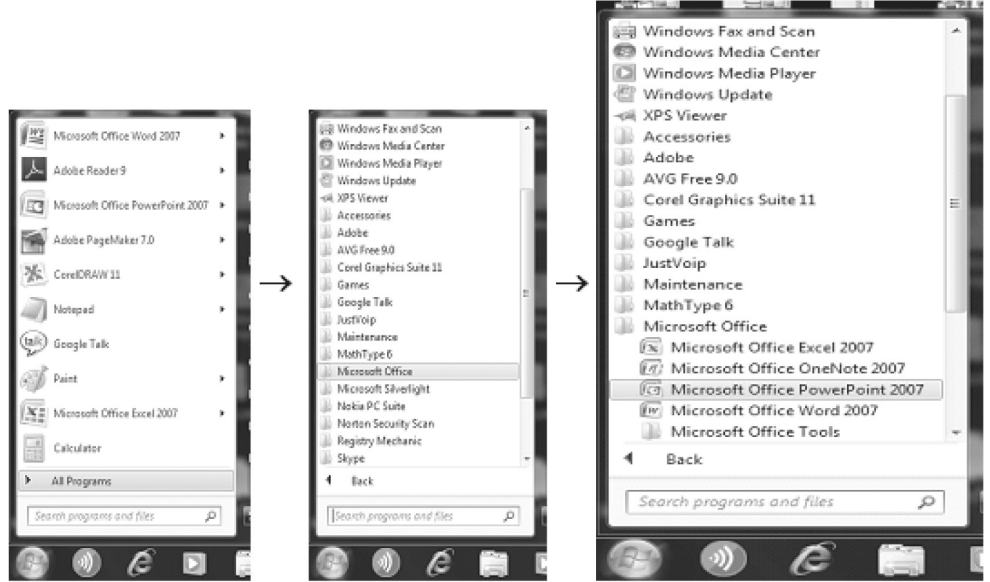 Microsoft Office Word 2007
Adobe Reader 9
Microsoft Office PowerPoint 2007
Adobe PageMaker 7.0
CorelDRAW 11
Notepad
talk
Google Talk
Paint
Microsoft Office Excel 2007
Calculator
All Programs
Search programs and files
Windows Fax and Scan
Windows Media Center
Windows Media Player
Windows Update
XPS Viewer
Accessories
Adobe
AVG Free 9.0
Corel Graphics Suite 11
Games
Google Talk
JustVoip
Maintenance
MathType 6
Microsoft Office
Microsoft Silverlight
Nokia PC Suite
Norton Security Scan
Registry Mechanic
Skype
Back
Search programs and files
Windows Fax and Scan
Windows Media Center
Windows Media Player
Windows Update
XPS Viewer
Accessories
Adobe
AVG Free 9.0
Corel Graphics Suite 11
Games
Google Talk
JustVoip
Maintenance
MathType 6
Microsoft Office
Microsoft Office Excel 2007
Microsoft Office OneNote 2007
Microsoft Office PowerPoint 2007
Microsoft Office Word 2007
Microsoft Office Tools
Back
Search programs and files